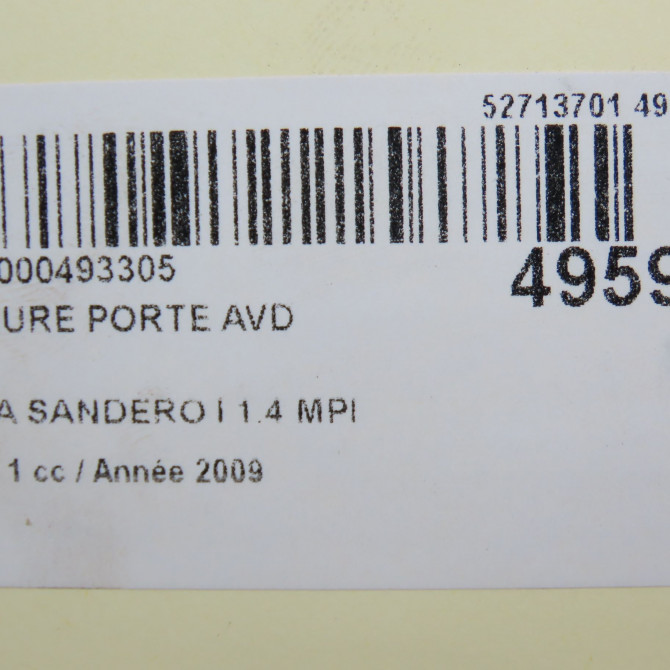 52713701 49
000493305
4959
URE PORTE AVD
A SANDERO I 1.4 MPI
1 cc / Année 2009